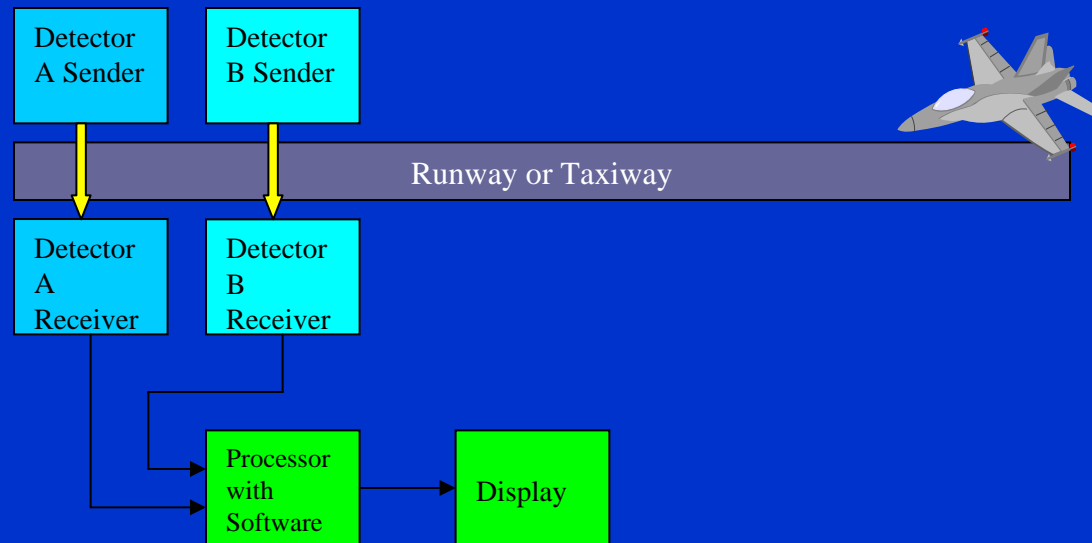 Detector
A Sender
Detector
B Sender
Runway or Taxiway
Detector
A
Receiver
Detector
B
Receiver
Processor
with
Software
Display